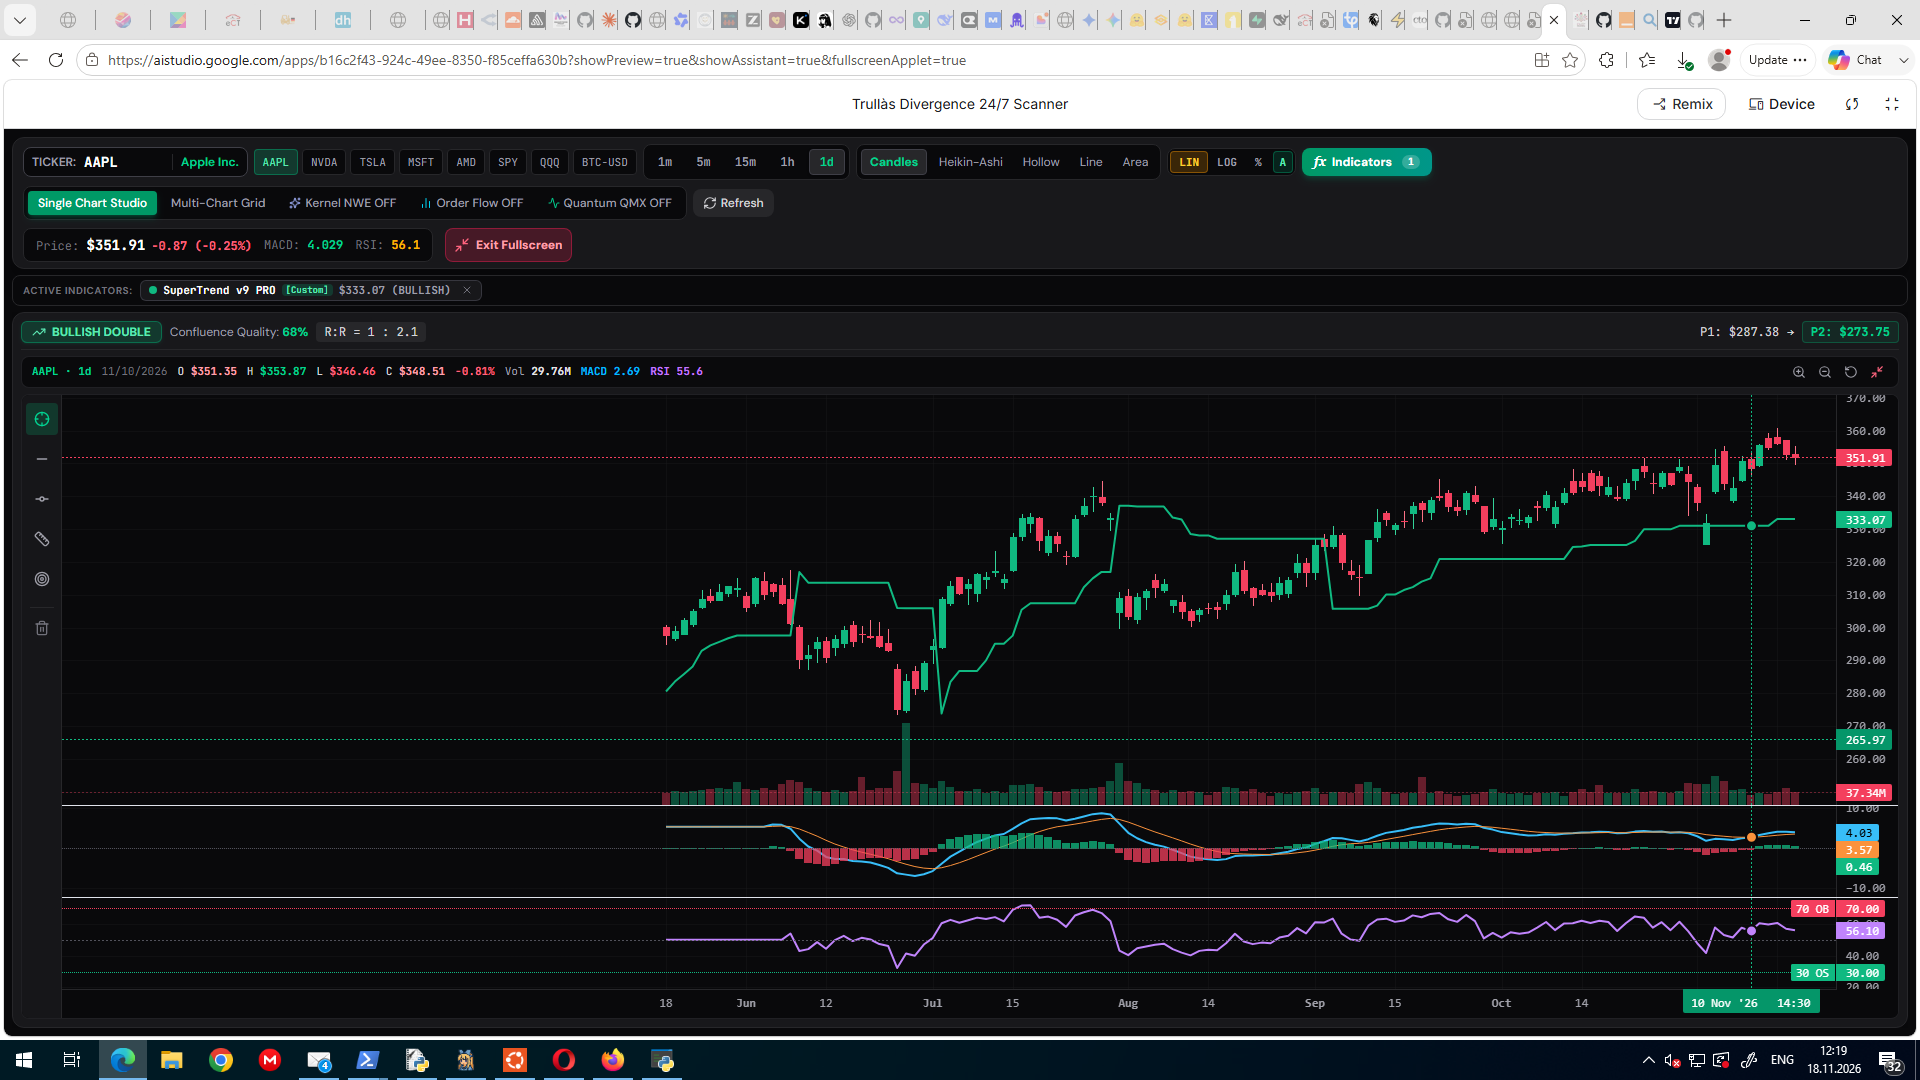 https://aistudio.google.com/apps/b16c2f43-924c-49ee-8350-f85ceffa630b?showPreview=true&showAssistant=true&fullscreenApplet=true
Update
Chat
Trullàs Divergence 24/7 Scanner
Remix
Device
TICKER: AAPL Apple Inc. AAPL NVDA TSLA MSFT AMD SPY QQQ BTC-USD 1m 5m 15m 1h 1d Candles Heikin-Ashi Hollow Line Area LIN LOG % A fx Indicators 1
Single Chart Studio Multi-Chart Grid Kernel NWE OFF Order Flow OFF Quantum QMX OFF Refresh
Price: $351.91 -0.87 (-0.25%) MACD: 4.029 RSI: 56.1 Exit Fullscreen
ACTIVE INDICATORS: SuperTrend v9 PRO [Custom] $333.07 (BULLISH) ×
BULLISH DOUBLE Confluence Quality: 68% R:R = 1 : 2.1 P1: $287.38 → P2: $273.75
AAPL · 1d 11/10/2026 O $351.35 H $353.87 L $346.46 C $348.51 -0.81% Vol 29.76M MACD 2.69 RSI 55.6
370.00
360.00
351.91
340.00
333.07
330.00
320.00
310.00
300.00
290.00
280.00
270.00
265.97
260.00
37.34M
10.00
4.03
3.57
0.46
-10.00
70 OB 70.00
56.10
40.00
30 OS 30.00
20.00
18 Jun 12 Jul 15 Aug 14 Sep 15 Oct 14 10 Nov '26 14:30
4
ENG
12:19
18.11.2026
32